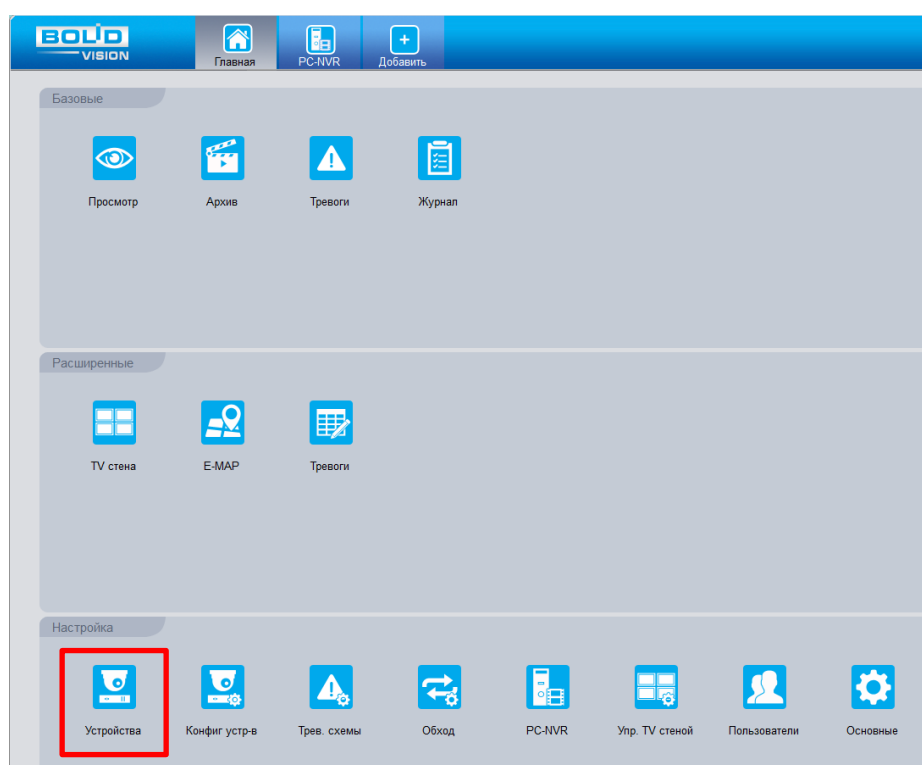 BOLID
VISION
Главная
PC-NVR
Добавить
Базовые
Просмотр
Архив
Тревоги
Журнал
Расширенные
TV стена
E-MAP
Тревоги
Настройка
Устройства
Конфиг устр-в
Трев. схемы
Обход
PC-NVR
Упр. TV стеной
Пользователи
Основные